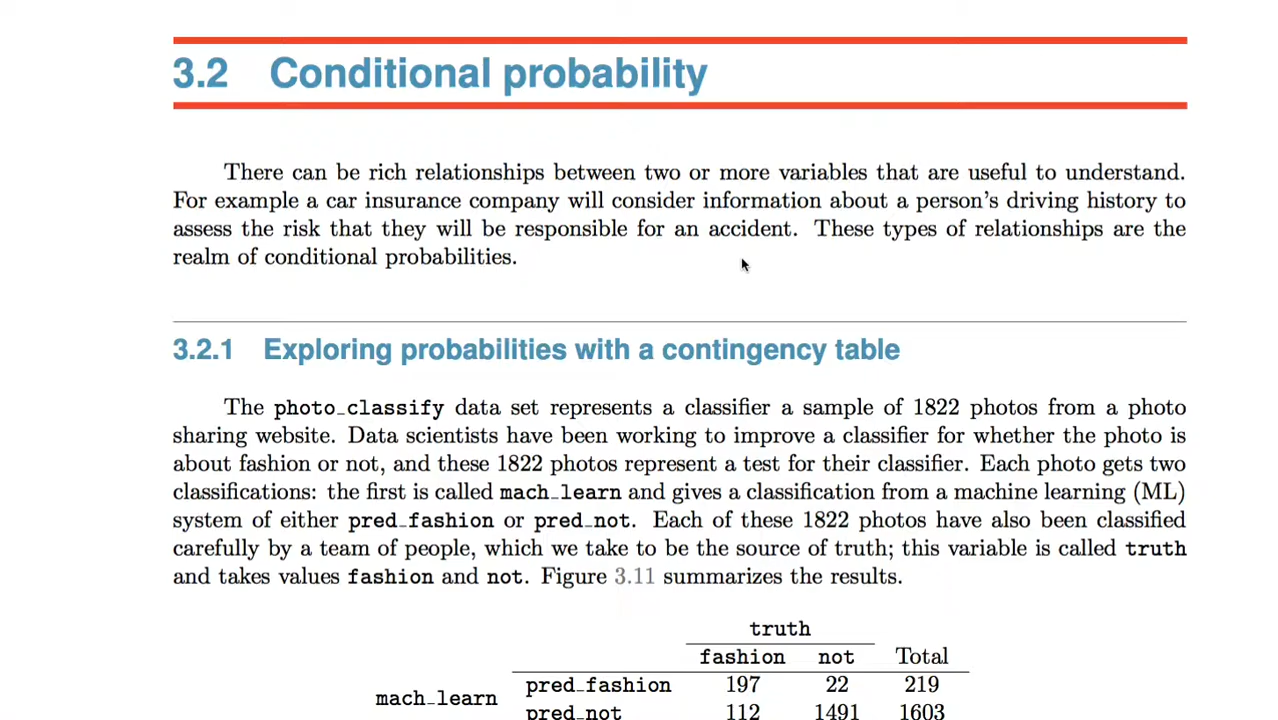 3.2 Conditional probability
There can be rich relationships between two or more variables that are useful to understand.
For example a car insurance company will consider information about a person's driving history to
assess the risk that they will be responsible for an accident. These types of relationships are the
realm of conditional probabilities.
3.2.1 Exploring probabilities with a contingency table
The photo_classify data set represents a classifier a sample of 1822 photos from a photo
sharing website. Data scientists have been working to improve a classifier for whether the photo is
about fashion or not, and these 1822 photos represent a test for their classifier. Each photo gets two
classifications: the first is called mach_learn and gives a classification from a machine learning (ML)
system of either pred_fashion or pred_not. Each of these 1822 photos have also been classified
carefully by a team of people, which we take to be the source of truth; this variable is called truth
and takes values fashion and not. Figure 3.11 summarizes the results.
truth
fashion not Total
pred_fashion 197 22 219
mach_learn
pred_not 112 1491 1603